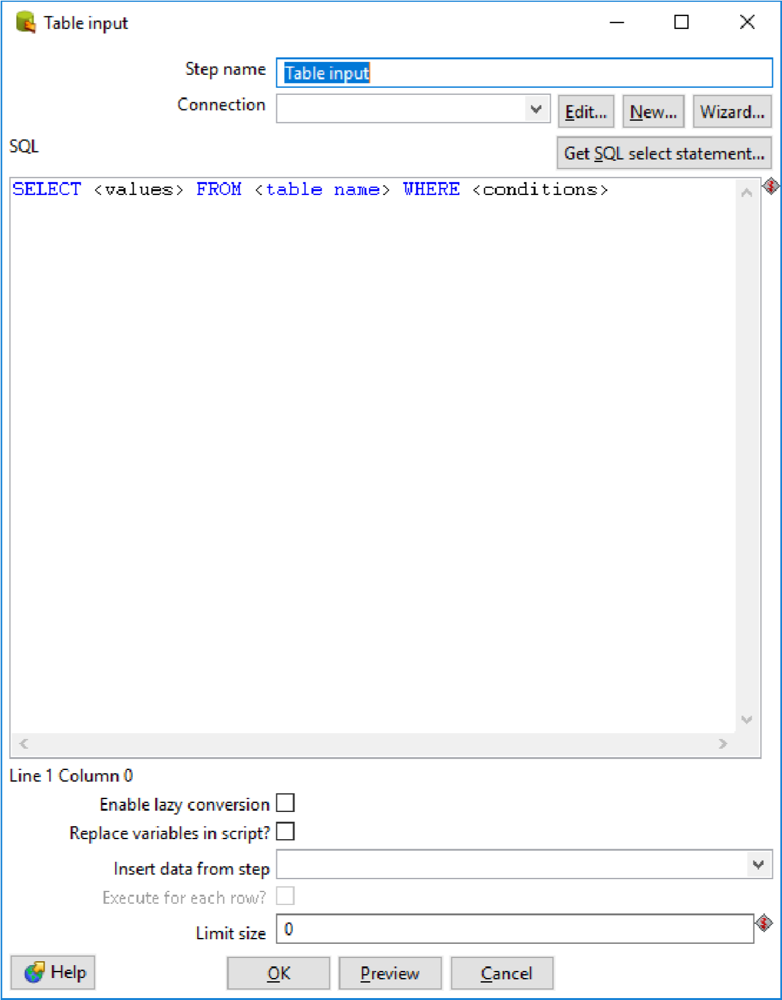 Table input
Step name Table input
Connection Edit... New... Wizard...
SQL Get SQL select statement...
SELECT <values> FROM <table name> WHERE <conditions>
Line 1 Column 0
Enable lazy conversion
Replace variables in script?
Insert data from step
Execute for each row?
Limit size 0
Help OK Preview Cancel